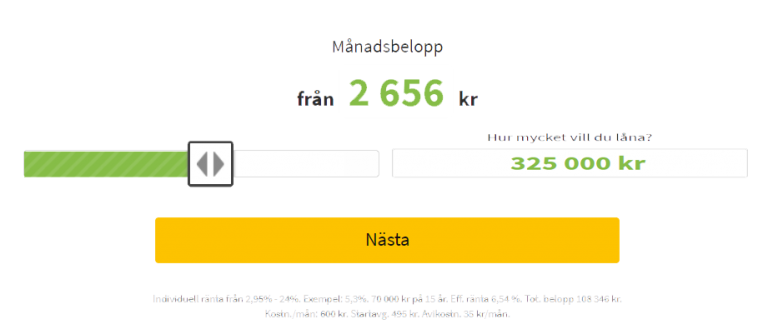 Månadsbelopp
från 2 656 kr
Hur mycket vill du låna?
325 000 kr
Nästa
Individuell ränta från 2,95% - 24%. Exempel: 5,3%. 70 000 kr på 15 år. Eff. ränta 6,54 %. Tot. belopp 108 346 kr.
Kostn./mån: 600 kr. Startavg. 495 kr. Avikostn. 35 kr/mån.